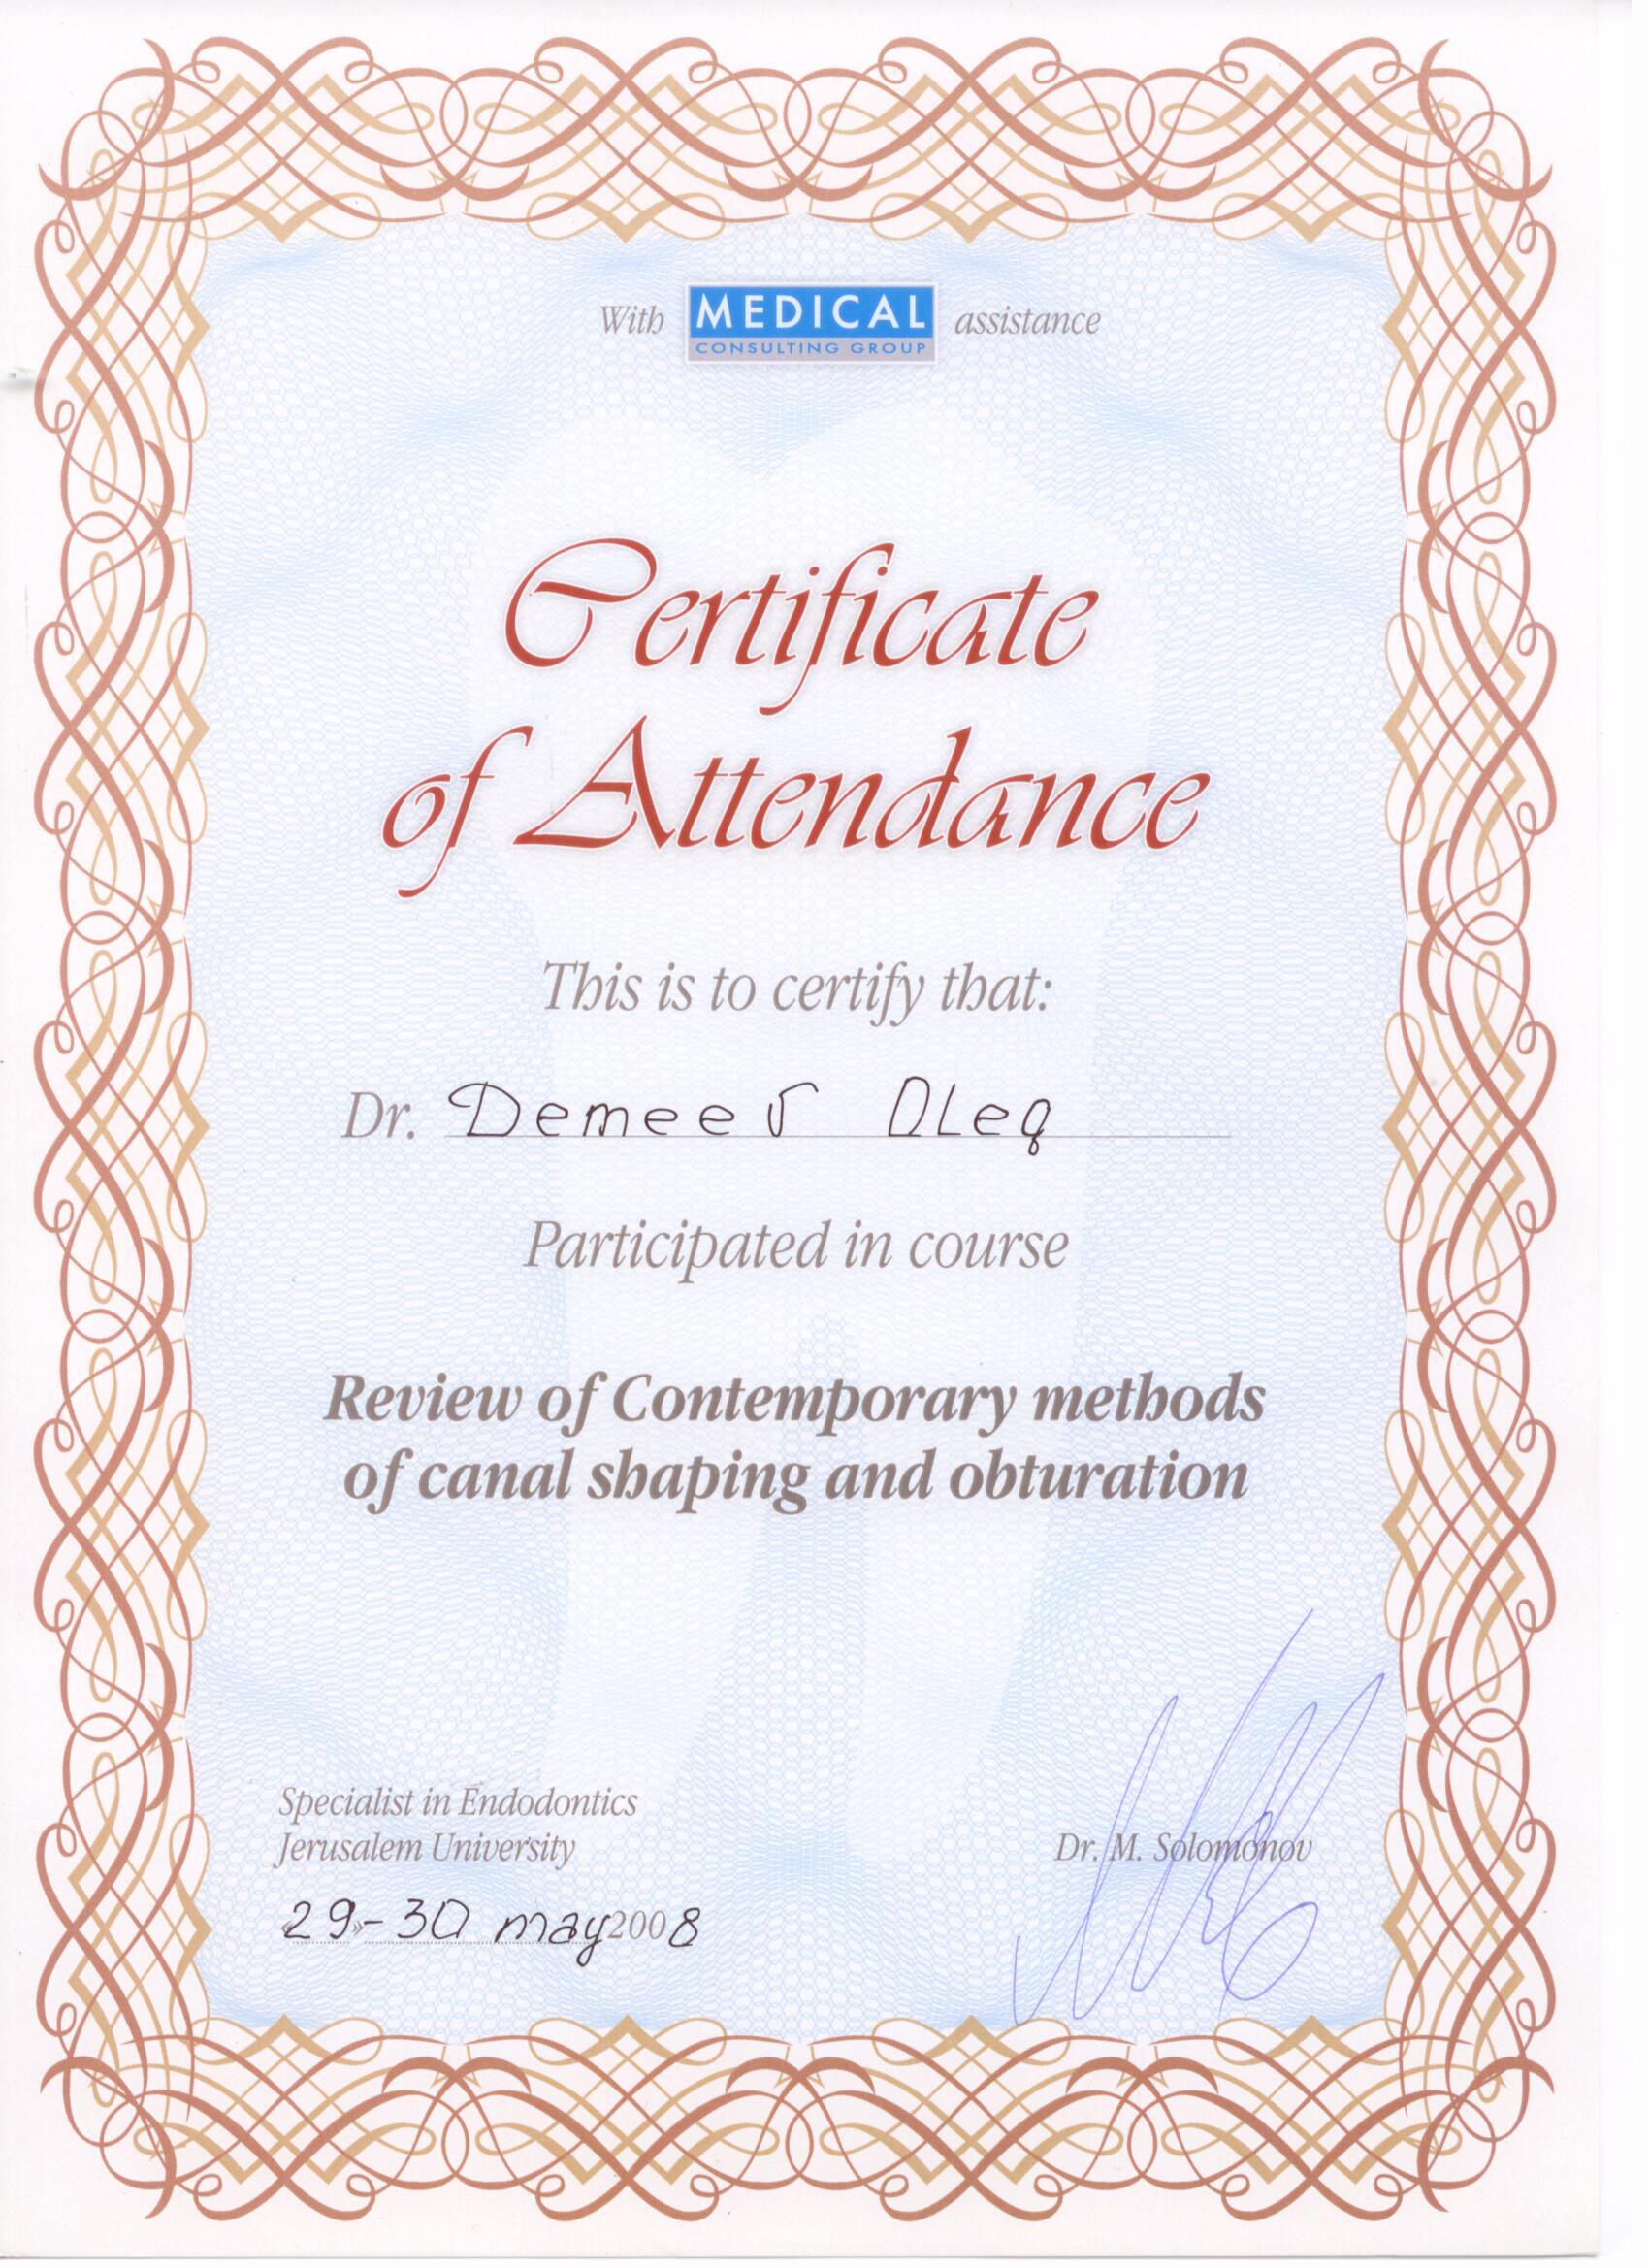 With MEDICAL CONSULTING GROUP assistance
Certificate
of Attendance
This is to certify that:
Dr. Demeev Oleg
Participated in course
Review of Contemporary methods
of canal shaping and obturation
Specialist in Endodontics
Jerusalem University
Dr. M. Solomonov
«29»-30 may 2008